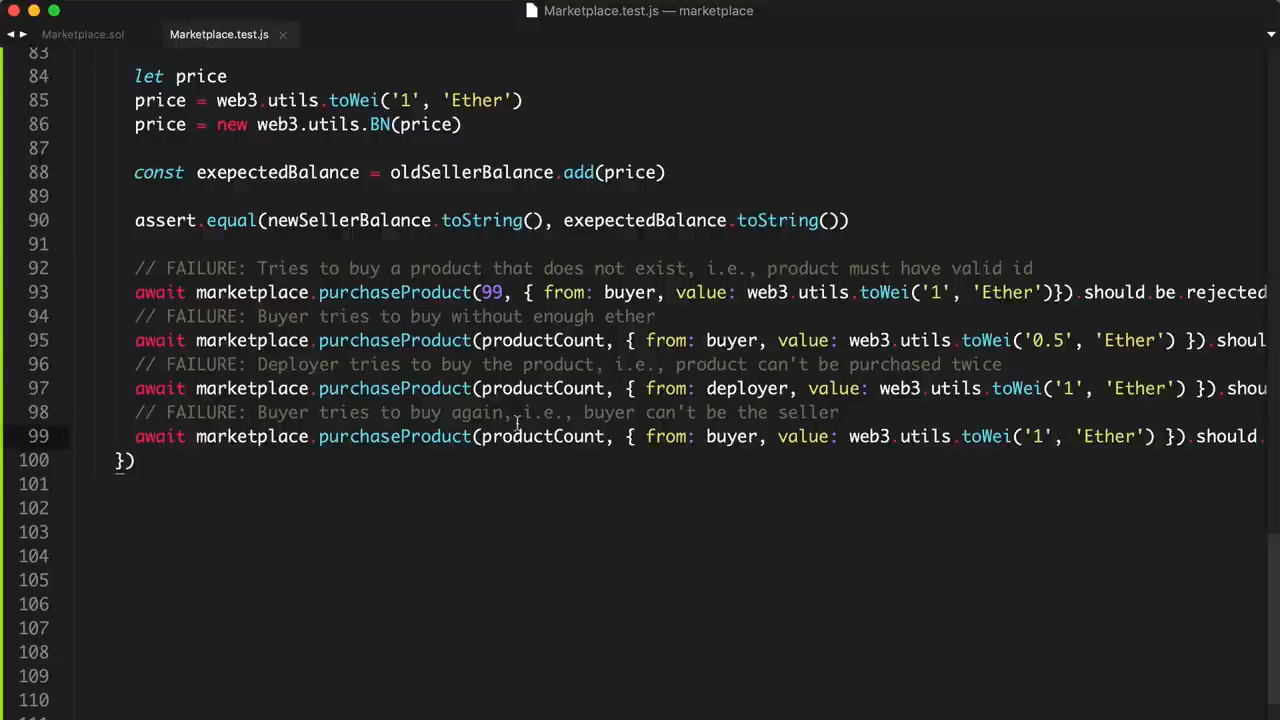 Marketplace.test.js — marketplace
Marketplace.sol
Marketplace.test.js
83
84 let price
85 price = web3.utils.toWei('1', 'Ether')
86 price = new web3.utils.BN(price)
87
88 const exepectedBalance = oldSellerBalance.add(price)
89
90 assert.equal(newSellerBalance.toString(), exepectedBalance.toString())
91
92 // FAILURE: Tries to buy a product that does not exist, i.e., product must have valid id
93 await marketplace.purchaseProduct(99, { from: buyer, value: web3.utils.toWei('1', 'Ether')}).should.be.rejected
94 // FAILURE: Buyer tries to buy without enough ether
95 await marketplace.purchaseProduct(productCount, { from: buyer, value: web3.utils.toWei('0.5', 'Ether') }).shoul
96 // FAILURE: Deployer tries to buy the product, i.e., product can't be purchased twice
97 await marketplace.purchaseProduct(productCount, { from: deployer, value: web3.utils.toWei('1', 'Ether') }).shou
98 // FAILURE: Buyer tries to buy again, i.e., buyer can't be the seller
99 await marketplace.purchaseProduct(productCount, { from: buyer, value: web3.utils.toWei('1', 'Ether') }).should.
100 })
101
102
103
104
105
106
107
108
109
110